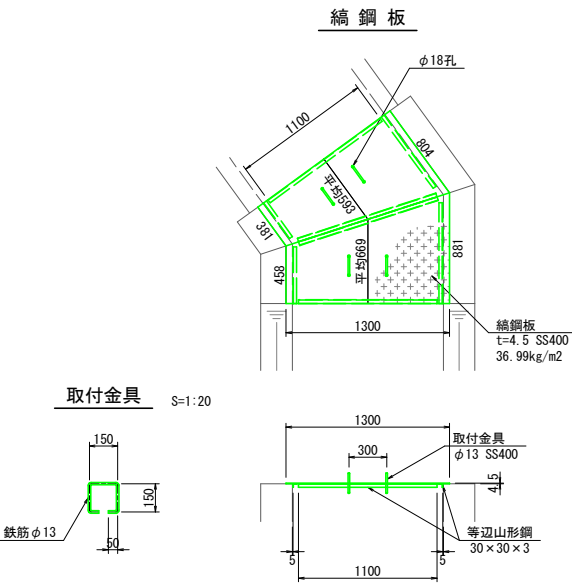 縞 鋼 板
φ18孔
1100
804
平均593
381
平均669
458
881
1300
縞鋼板
t=4.5 SS400
36.99kg/m2
取付金具 S=1:20
150
150
鉄筋φ13
50
1300
300
取付金具
φ13 SS400
4.5
5
5
等辺山形鋼
30×30×3
1100